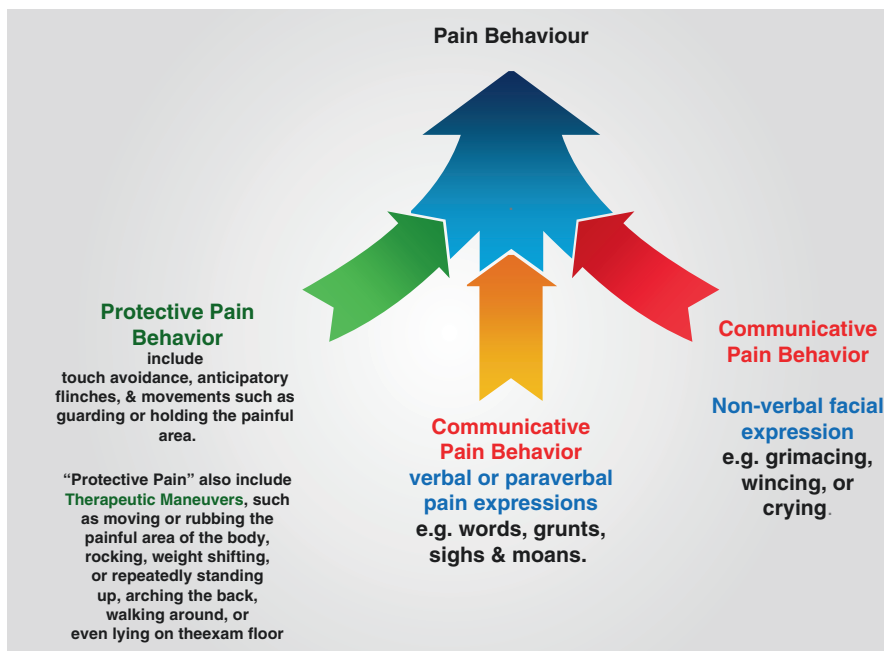 Pain Behaviour
Protective Pain
Behavior
include
touch avoidance, anticipatory
flinches, & movements such as
guarding or holding the painful
area.
“Protective Pain” also include
Therapeutic Maneuvers, such
as moving or rubbing the
painful area of the body,
rocking, weight shifting,
or repeatedly standing
up, arching the back,
walking around, or
even lying on theexam floor
Communicative
Pain Behavior
verbal or paraverbal
pain expressions
e.g. words, grunts,
sighs & moans.
Communicative
Pain Behavior
Non-verbal facial
expression
e.g. grimacing,
wincing, or
crying.